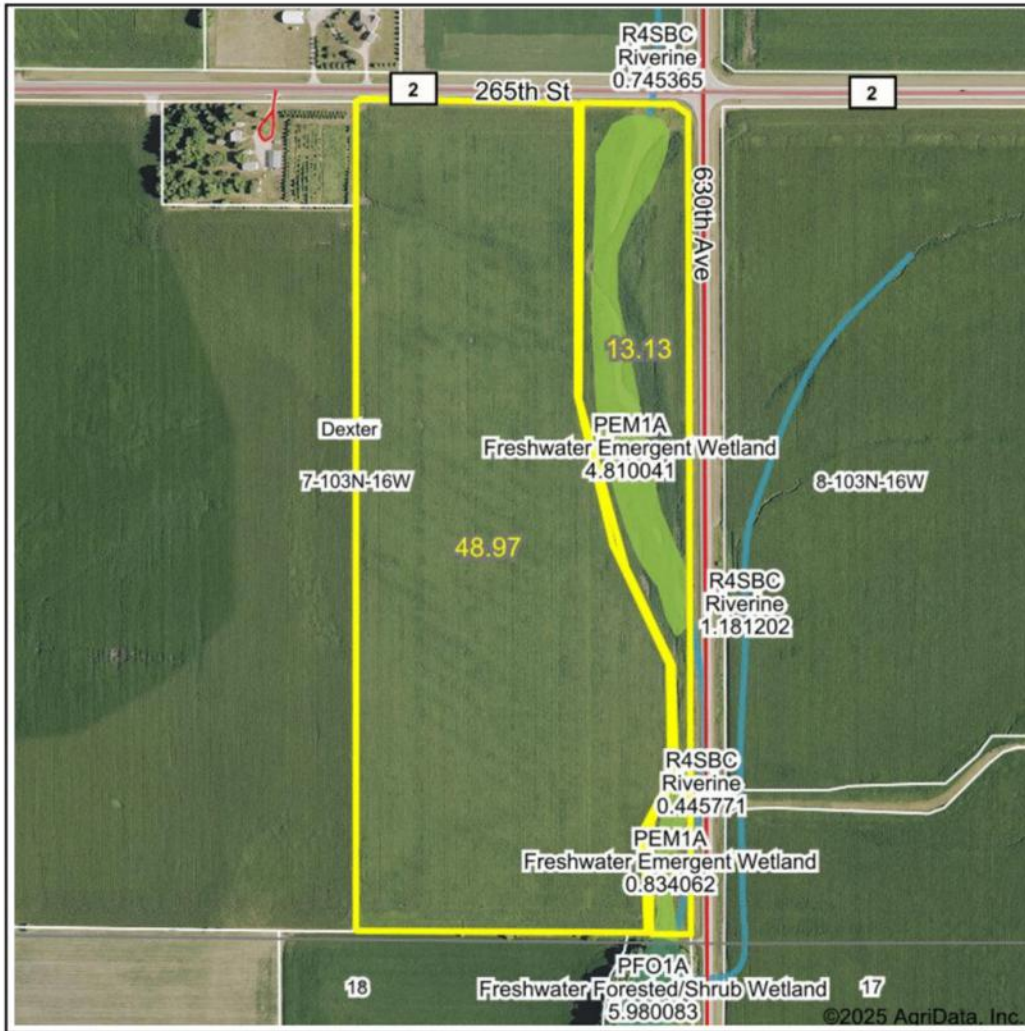 R4SBC
Riverine
0.745365
2
265th St
2
630th Ave
13.13
PEM1A
Freshwater Emergent Wetland
4.810041
Dexter
7-103N-16W
8-103N-16W
48.97
R4SBC
Riverine
1.181202
R4SBC
Riverine
0.445771
PEM1A
Freshwater Emergent Wetland
0.834062
PFO1A
Freshwater Forested/Shrub Wetland
5.980083
18
17
©2025 AgriData, Inc.